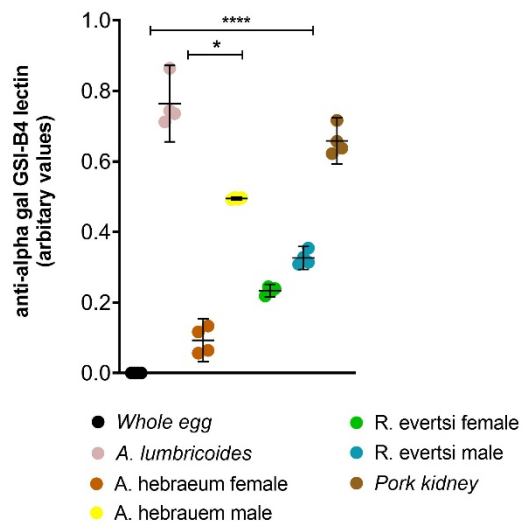 ****
*
anti-alpha gal GSI-B4 lectin
(arbitary values)
1.0
0.8
0.6
0.4
0.2
0.0
Whole egg
A. lumbricoides
A. hebraeum female
A. hebrauem male
R. evertsi female
R. evertsi male
Pork kidney